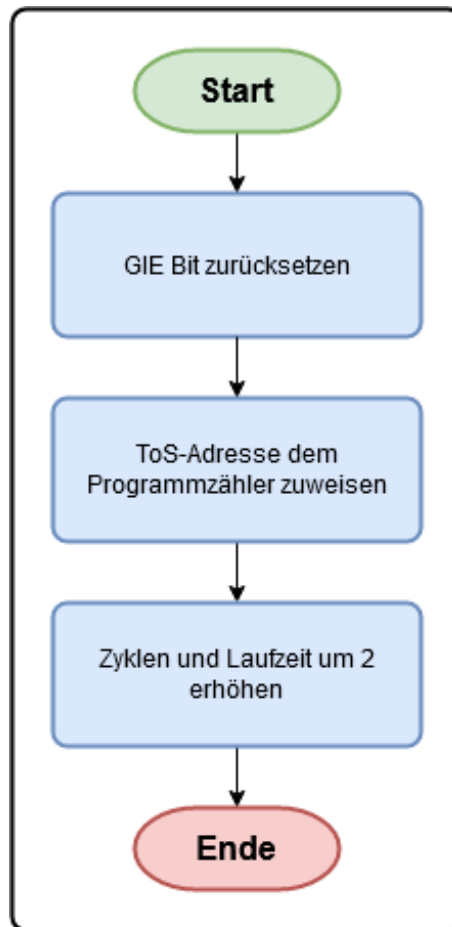 Start
GIE Bit zurücksetzen
ToS-Adresse dem
Programmzähler zuweisen
Zyklen und Laufzeit um 2
erhöhen
Ende